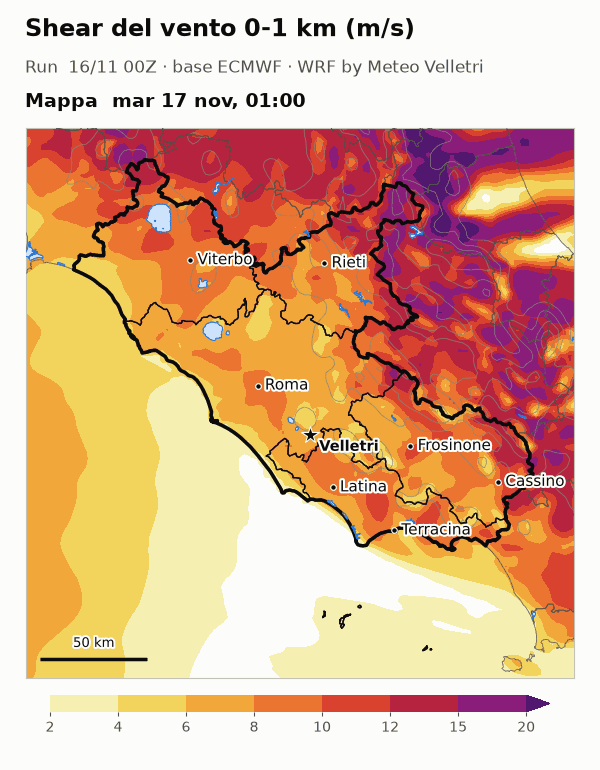 Shear del vento 0-1 km (m/s)
Run  16/11 00Z · base ECMWF · WRF by Meteo Velletri
Mappa  mar 17 nov, 01:00
Viterbo
Rieti
Roma
Velletri
Frosinone
Cassino
Latina
Terracina
50 km
2 4 6 8 10 12 15 20